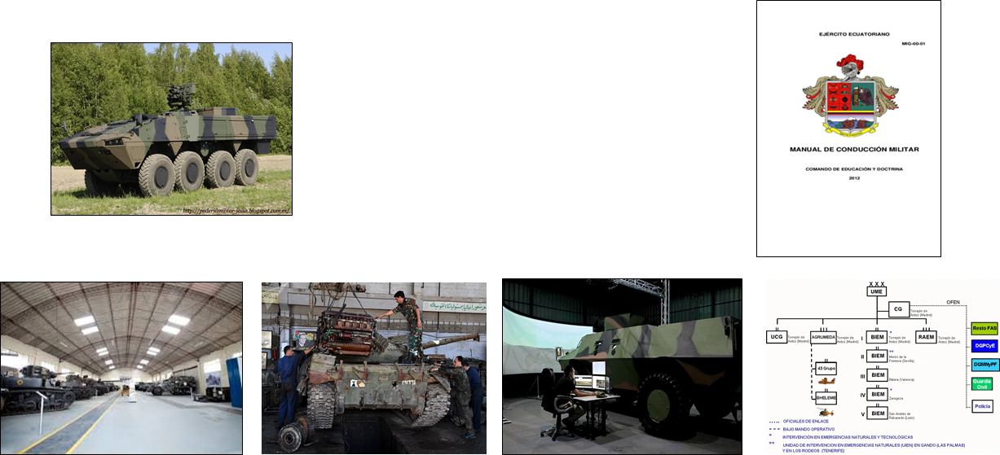 EJÉRCITO ECUATORIANO
MIG-00-01
MANUAL DE CONDUCCIÓN MILITAR
COMANDO DE EDUCACIÓN Y DOCTRINA
2012
http://poderiomilitar-jesus.blogspot.com.es/
X X X
UME
CG
Torrejón de
Ardoz (Madrid)
OFEN
Resto FAS
UCG
Torrejón de
Ardoz (Madrid)
AGRUMEDA
Torrejón de
Ardoz (Madrid)
I
BIEM
*
Torrejón de
Ardoz (Madrid)
RAEM
Torrejón de
Ardoz (Madrid)
DGPCyE
II
BIEM
**
Morón de la
Frontera (Sevilla)
DGMNyPF
43 Grupo
III
BIEM
Bétera (Valencia)
Guardia
Civil
BHELEME
IV
BIEM
*
Zaragoza
Policía
V
BIEM
San Andrés de
Rabanedo (León)
..... OFICIALES DE ENLACE
- - - BAJO MANDO OPERATIVO
* INTERVENCIÓN EN EMERGENCIAS NATURALES Y TECNOLÓGICAS
** UNIDAD DE INTERVENCION EN EMERGENCIAS NATURALES (UIEN) EN GANDO (LAS PALMAS)
Y EN LOS RODEOS (TENERIFE)